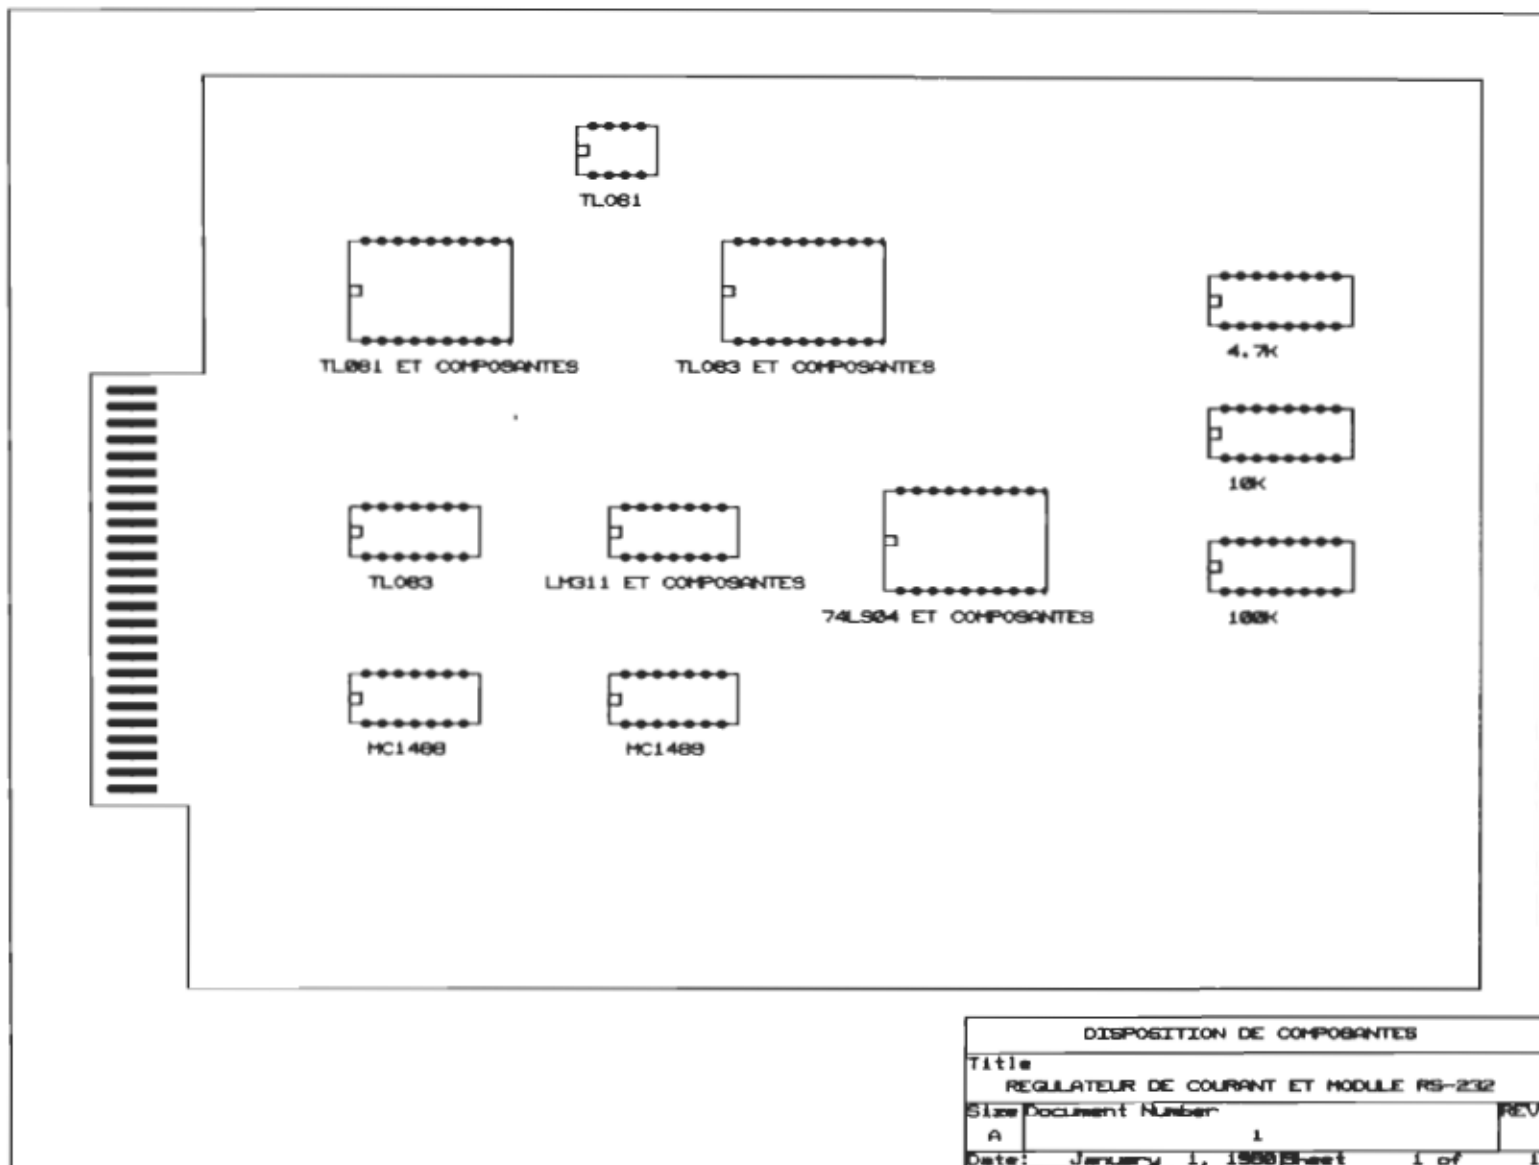 TL081
TL081 ET COMPOSANTES
TL083 ET COMPOSANTES
4.7K
10K
TL083
LM311 ET COMPOSANTES
74LS04 ET COMPOSANTES
100K
MC1488
MC1489
DISPOSITION DE COMPOSANTES
Title
REGULATEUR DE COURANT ET MODULE RS-232
Size Document Number REV
A 1
Date: January 1, 1980 Sheet 1 of